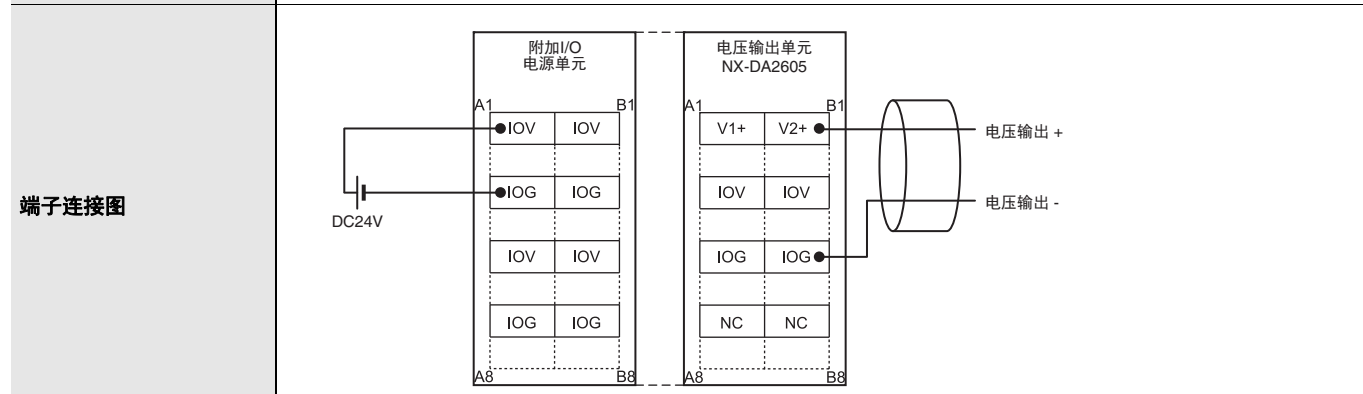 端子连接图
附加I/O
电源单元
A1
B1
IOV
IOV
IOG
IOG
IOV
IOV
IOG
IOG
A8
B8
DC24V
电压输出单元
NX-DA2605
A1
B1
V1+
V2+
IOV
IOV
IOG
IOG
NC
NC
A8
B8
电压输出 +
电压输出 -